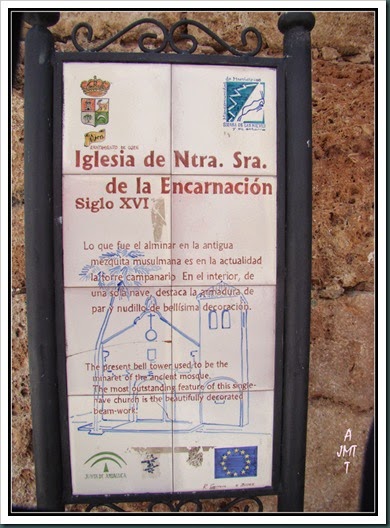 Iglesia de Ntra. Sra.
de la Encarnación
Siglo XVI
Lo que fue el alminar en la antigua
mezquita musulmana es en la actualidad
la torre campanario. En el interior, de
una sola nave, destaca la armadura de
par y nudillo de bellísima decoración.
The present bell tower used to be the
minaret of the ancient mosque.
The most outstanding feature of this single-
nave church is the beautifully decorated
beam-work.
JUNTA DE ANDALUCIA
A
JMT
T